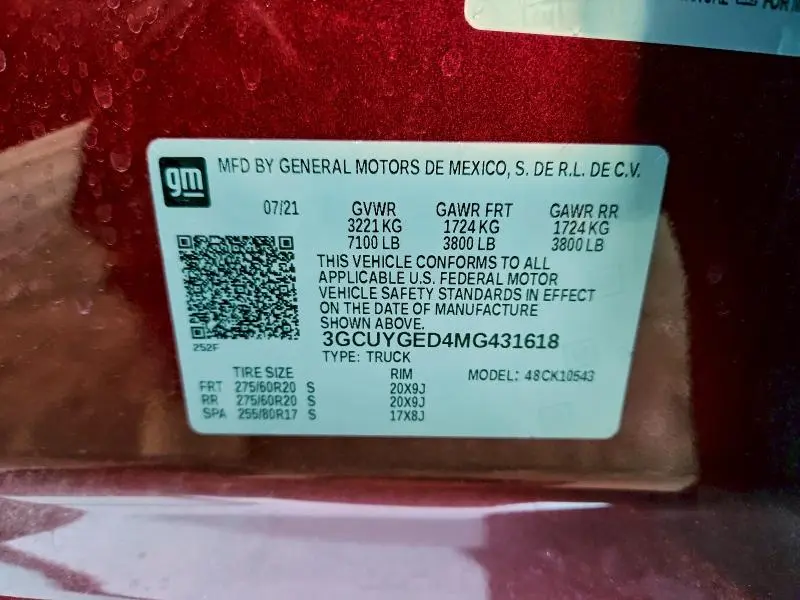 gm
MFD BY GENERAL MOTORS DE MEXICO, S. DE R.L. DE C.V.
07/21 GVWR GAWR FRT GAWR RR
3221 KG 1724 KG 1724 KG
7100 LB 3800 LB 3800 LB
THIS VEHICLE CONFORMS TO ALL
APPLICABLE U.S. FEDERAL MOTOR
VEHICLE SAFETY STANDARDS IN EFFECT
ON THE DATE OF MANUFACTURE
SHOWN ABOVE.
3GCUYGED4MG431618
252F
TYPE: TRUCK
TIRE SIZE RIM MODEL: 48CK10543
FRT 275/60R20 S 20X9J
RR 275/60R20 S 20X9J
SPA 255/80R17 S 17X8J